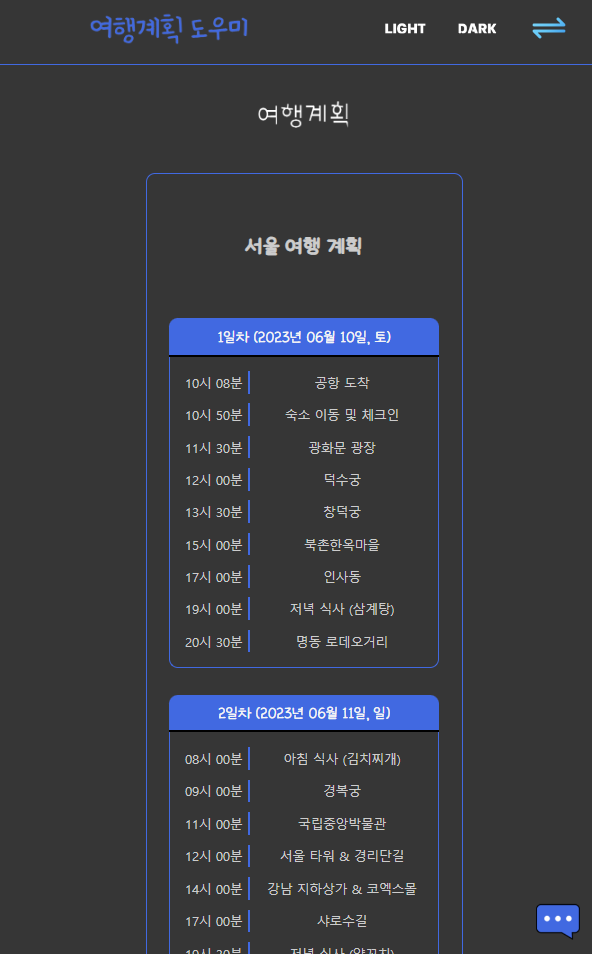 여행계획 도우미
LIGHT DARK
여행계획
서울 여행 계획
1일차 (2023년 06월 10일, 토)
10시 08분 공항 도착
10시 50분 숙소 이동 및 체크인
11시 30분 광화문 광장
12시 00분 덕수궁
13시 30분 창덕궁
15시 00분 북촌한옥마을
17시 00분 인사동
19시 00분 저녁 식사 (삼계탕)
20시 30분 명동 로데오거리
2일차 (2023년 06월 11일, 일)
08시 00분 아침 식사 (김치찌개)
09시 00분 경복궁
11시 00분 국립중앙박물관
12시 00분 서울 타워 & 경리단길
14시 00분 강남 지하상가 & 코엑스몰
17시 00분 샤로수길
19시 30분 저녁 식사